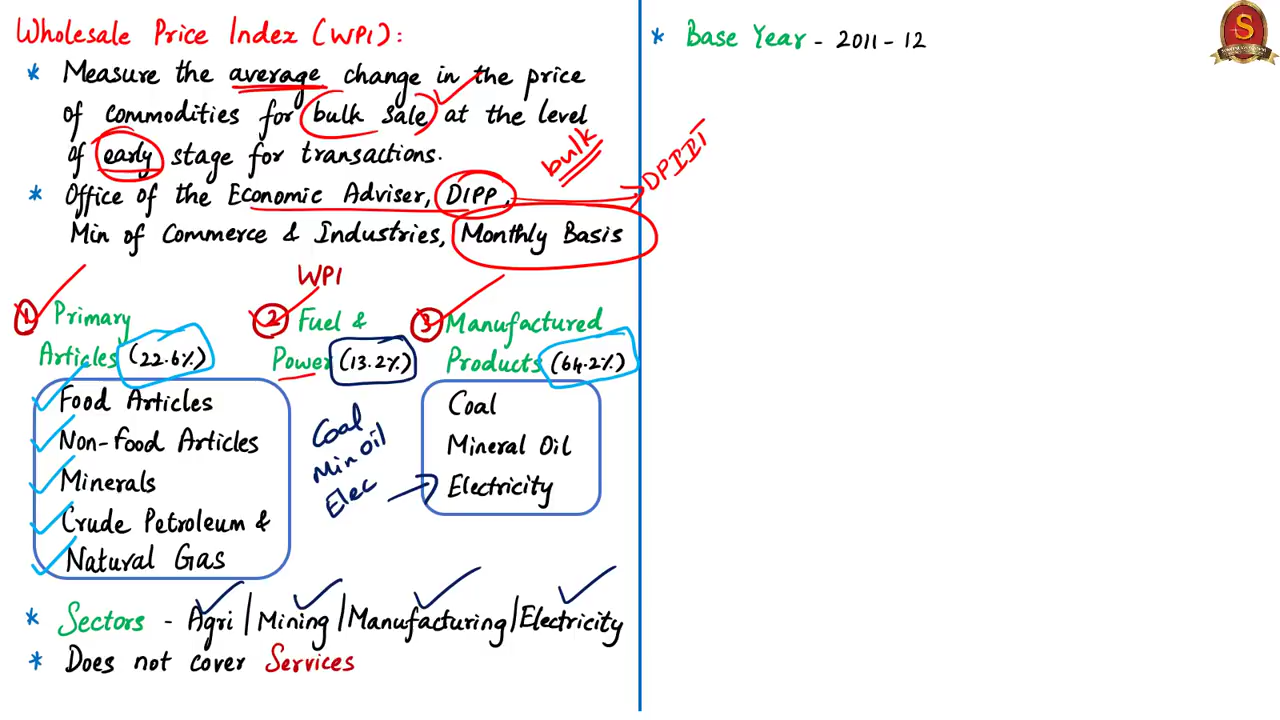 Wholesale Price Index (WPI):
* Measure the average change in the price
of commodities for bulk sale at the level
of early stage for transactions.
bulk
* Office of the Economic Adviser, DIPP,
DPIIT
Min of Commerce & Industries, Monthly Basis
WPI
1 Primary
Articles (22.6%)
Food Articles
Non-food Articles
Minerals
Crude Petroleum &
Natural Gas
2 Fuel &
Power (13.2%)
Coal
Min Oil
Elec
3 Manufactured
Products (64.2%)
Coal
Mineral Oil
Electricity
* Sectors - Agri | Mining | Manufacturing | Electricity
* Does not cover Services
* Base Year - 2011-12
S